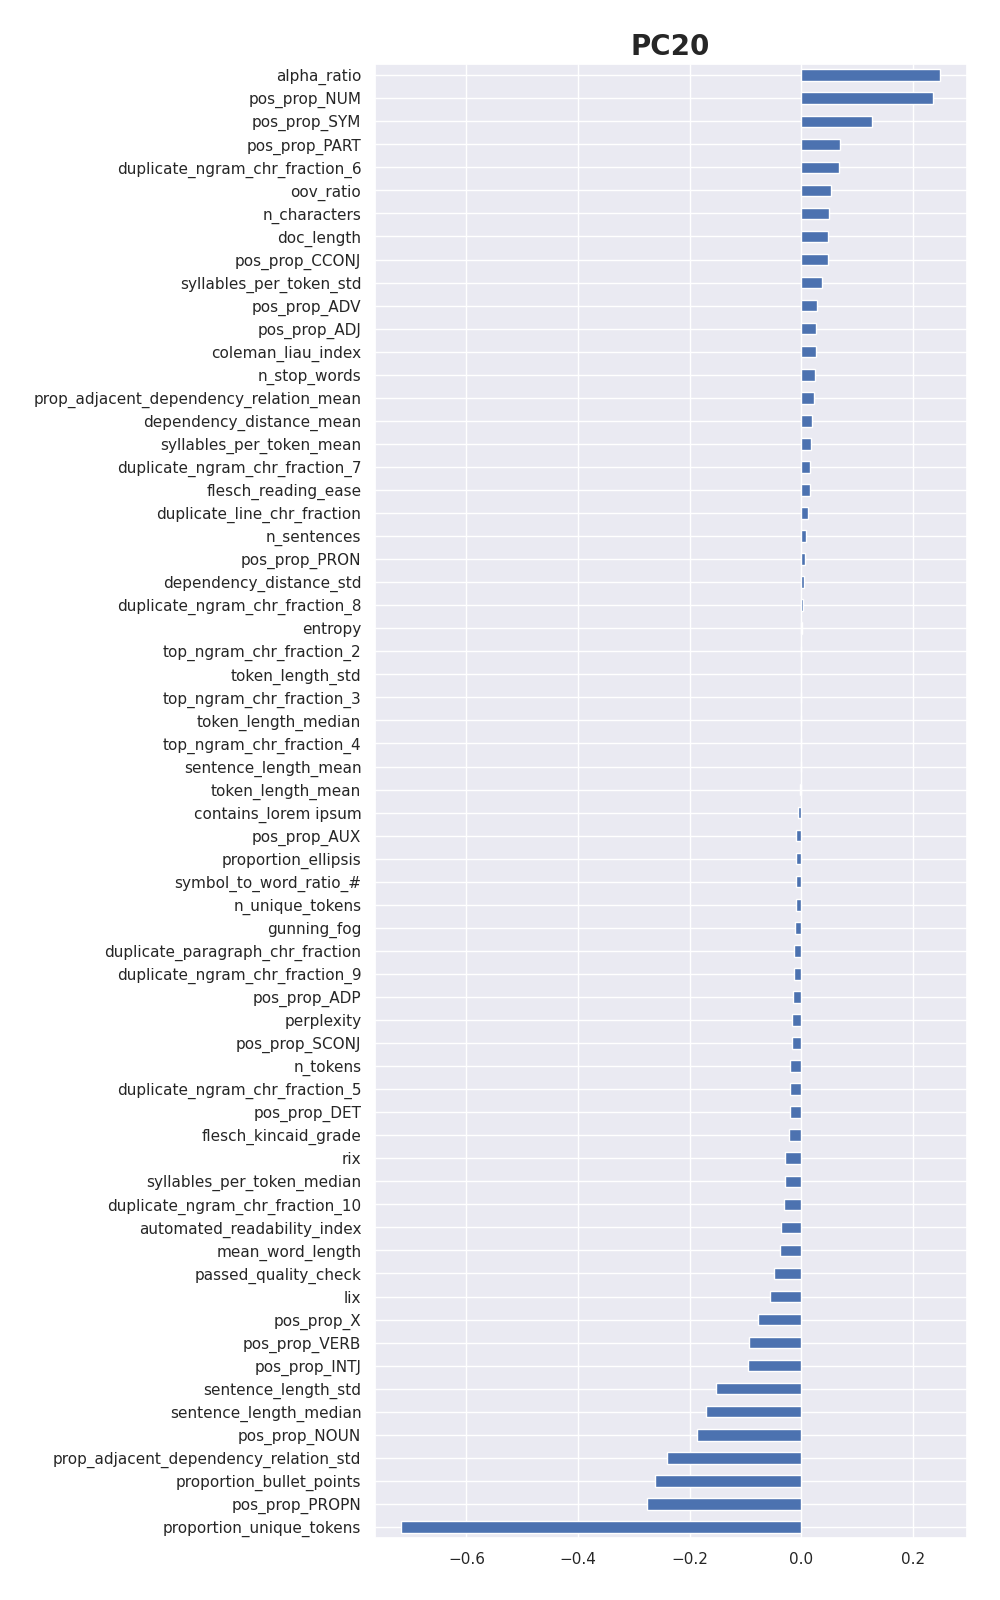 PC20
alpha_ratio
pos_prop_NUM
pos_prop_SYM
pos_prop_PART
duplicate_ngram_chr_fraction_6
oov_ratio
n_characters
doc_length
pos_prop_CCONJ
syllables_per_token_std
pos_prop_ADV
pos_prop_ADJ
coleman_liau_index
n_stop_words
prop_adjacent_dependency_relation_mean
dependency_distance_mean
syllables_per_token_mean
duplicate_ngram_chr_fraction_7
flesch_reading_ease
duplicate_line_chr_fraction
n_sentences
pos_prop_PRON
dependency_distance_std
duplicate_ngram_chr_fraction_8
entropy
top_ngram_chr_fraction_2
token_length_std
top_ngram_chr_fraction_3
token_length_median
top_ngram_chr_fraction_4
sentence_length_mean
token_length_mean
contains_lorem ipsum
pos_prop_AUX
proportion_ellipsis
symbol_to_word_ratio_#
n_unique_tokens
gunning_fog
duplicate_paragraph_chr_fraction
duplicate_ngram_chr_fraction_9
pos_prop_ADP
perplexity
pos_prop_SCONJ
n_tokens
duplicate_ngram_chr_fraction_5
pos_prop_DET
flesch_kincaid_grade
rix
syllables_per_token_median
duplicate_ngram_chr_fraction_10
automated_readability_index
mean_word_length
passed_quality_check
lix
pos_prop_X
pos_prop_VERB
pos_prop_INTJ
sentence_length_std
sentence_length_median
pos_prop_NOUN
prop_adjacent_dependency_relation_std
proportion_bullet_points
pos_prop_PROPN
proportion_unique_tokens
−0.6 −0.4 −0.2 0.0 0.2